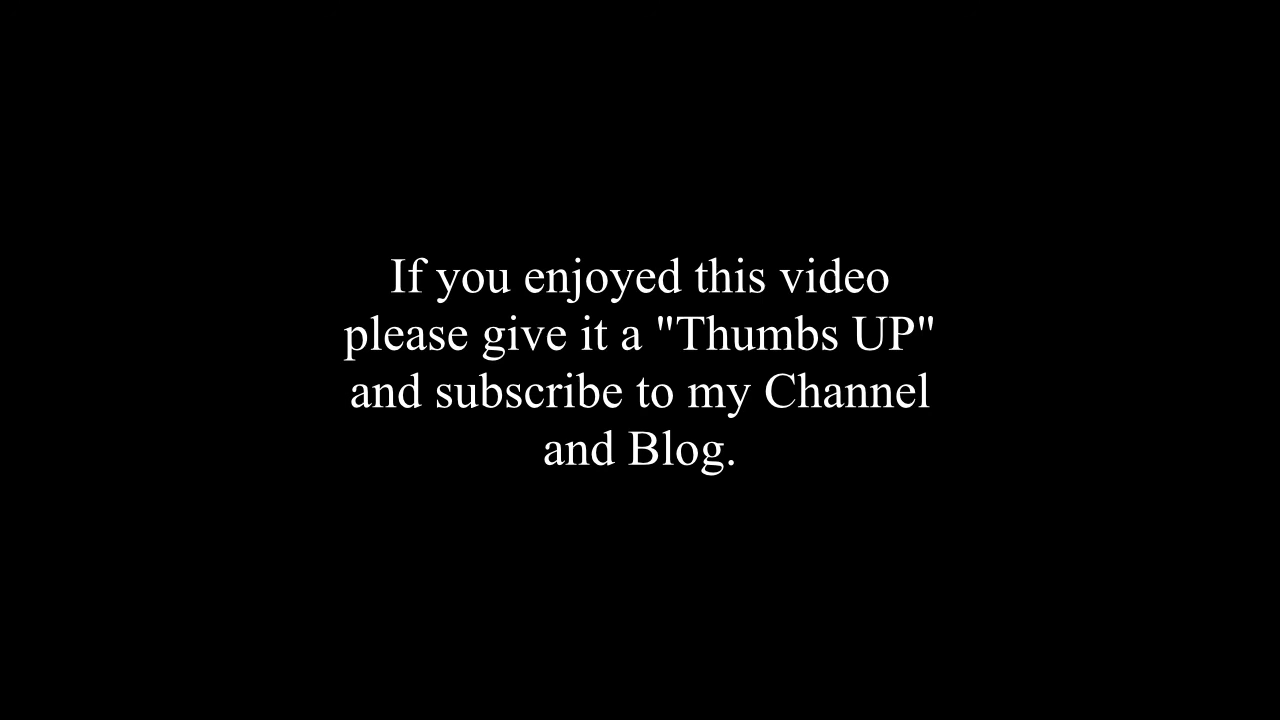 If you enjoyed this video
please give it a "Thumbs UP"
and subscribe to my Channel
and Blog.